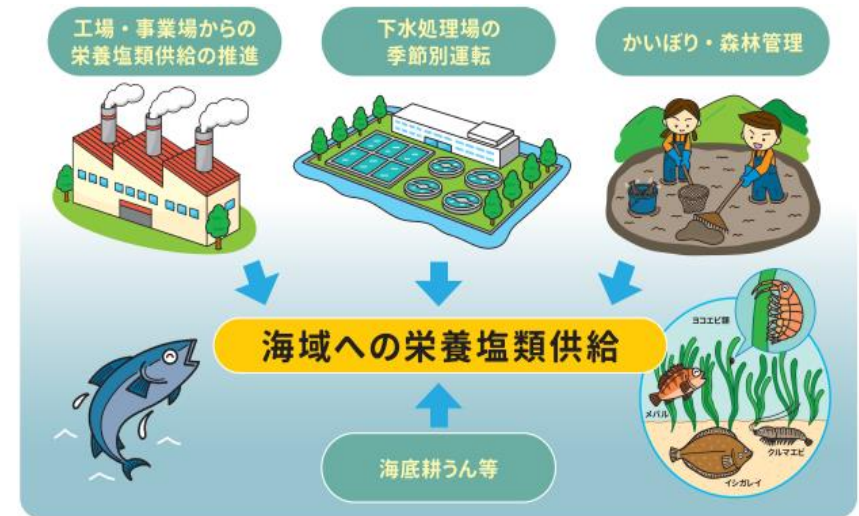 工場・事業場からの
栄養塩類供給の推進
下水処理場の
季節別運転
かいぼり・森林管理
海域への栄養塩類供給
ヨコエビ類
メバル
クルマエビ
イシガレイ
海底耕うん等